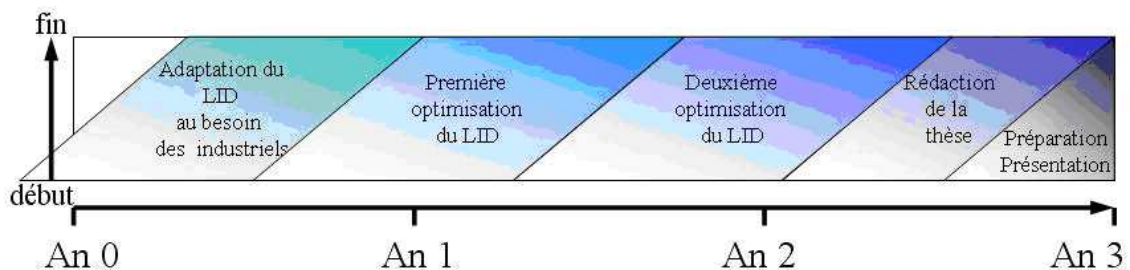 fin
Adaptation du
LID
au besoin
des industriels
Première
optimisation
du LID
Deuxième
optimisation
du LID
Rédaction
de la
thèse
Préparation
Présentation
début
An 0
An 1
An 2
An 3